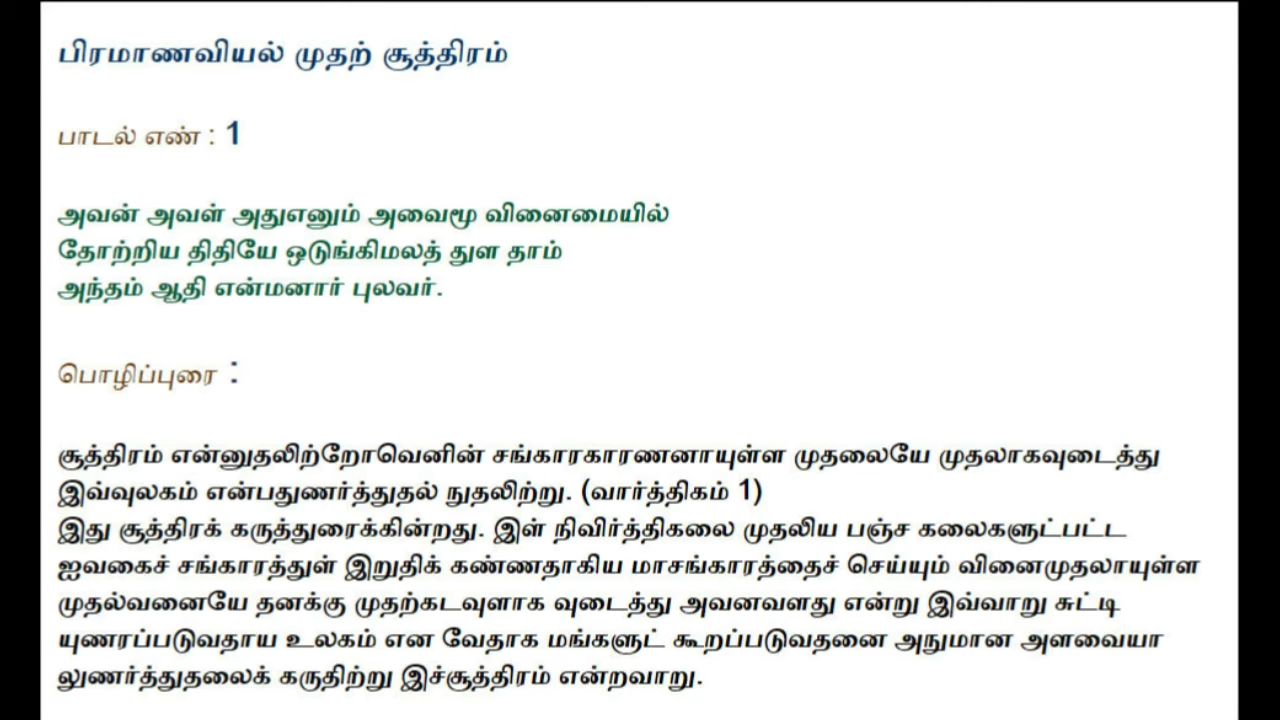 பிரமாணவியல் முதற் சூத்திரம்
பாடல் எண் : 1
அவன் அவள் அதுஎனும் அவைமூ வினைமையில்
தோற்றிய திதியே ஒடுங்கிமலத் துள தாம்
அந்தம் ஆதி என்மனார் புலவர்.
பொழிப்புரை :
சூத்திரம் என்னுதலிற்றோவெனின் சங்காரகாரணனாயுள்ள முதலையே முதலாகவுடைத்து
இவ்வுலகம் என்பதுணர்த்துதல் நுதலிற்று. (வார்த்திகம் 1)
இது சூத்திரக் கருத்துரைக்கின்றது. இள் நிவிர்த்திகலை முதலிய பஞ்ச கலைகளுட்பட்ட
ஐவகைச் சங்காரத்துள் இறுதிக் கண்ணதாகிய மாசங்காரத்தைச் செய்யும் வினைமுதலாயுள்ள
முதல்வனையே தனக்கு முதற்கடவுளாக வுடைத்து அவனவளது என்று இவ்வாறு சுட்டி
யுணரப்படுவதாய உலகம் என வேதாக மங்களுட் கூறப்படுவதனை அநுமான அளவையா
லுணர்த்துதலைக் கருதிற்று இச்சூத்திரம் என்றவாறு.